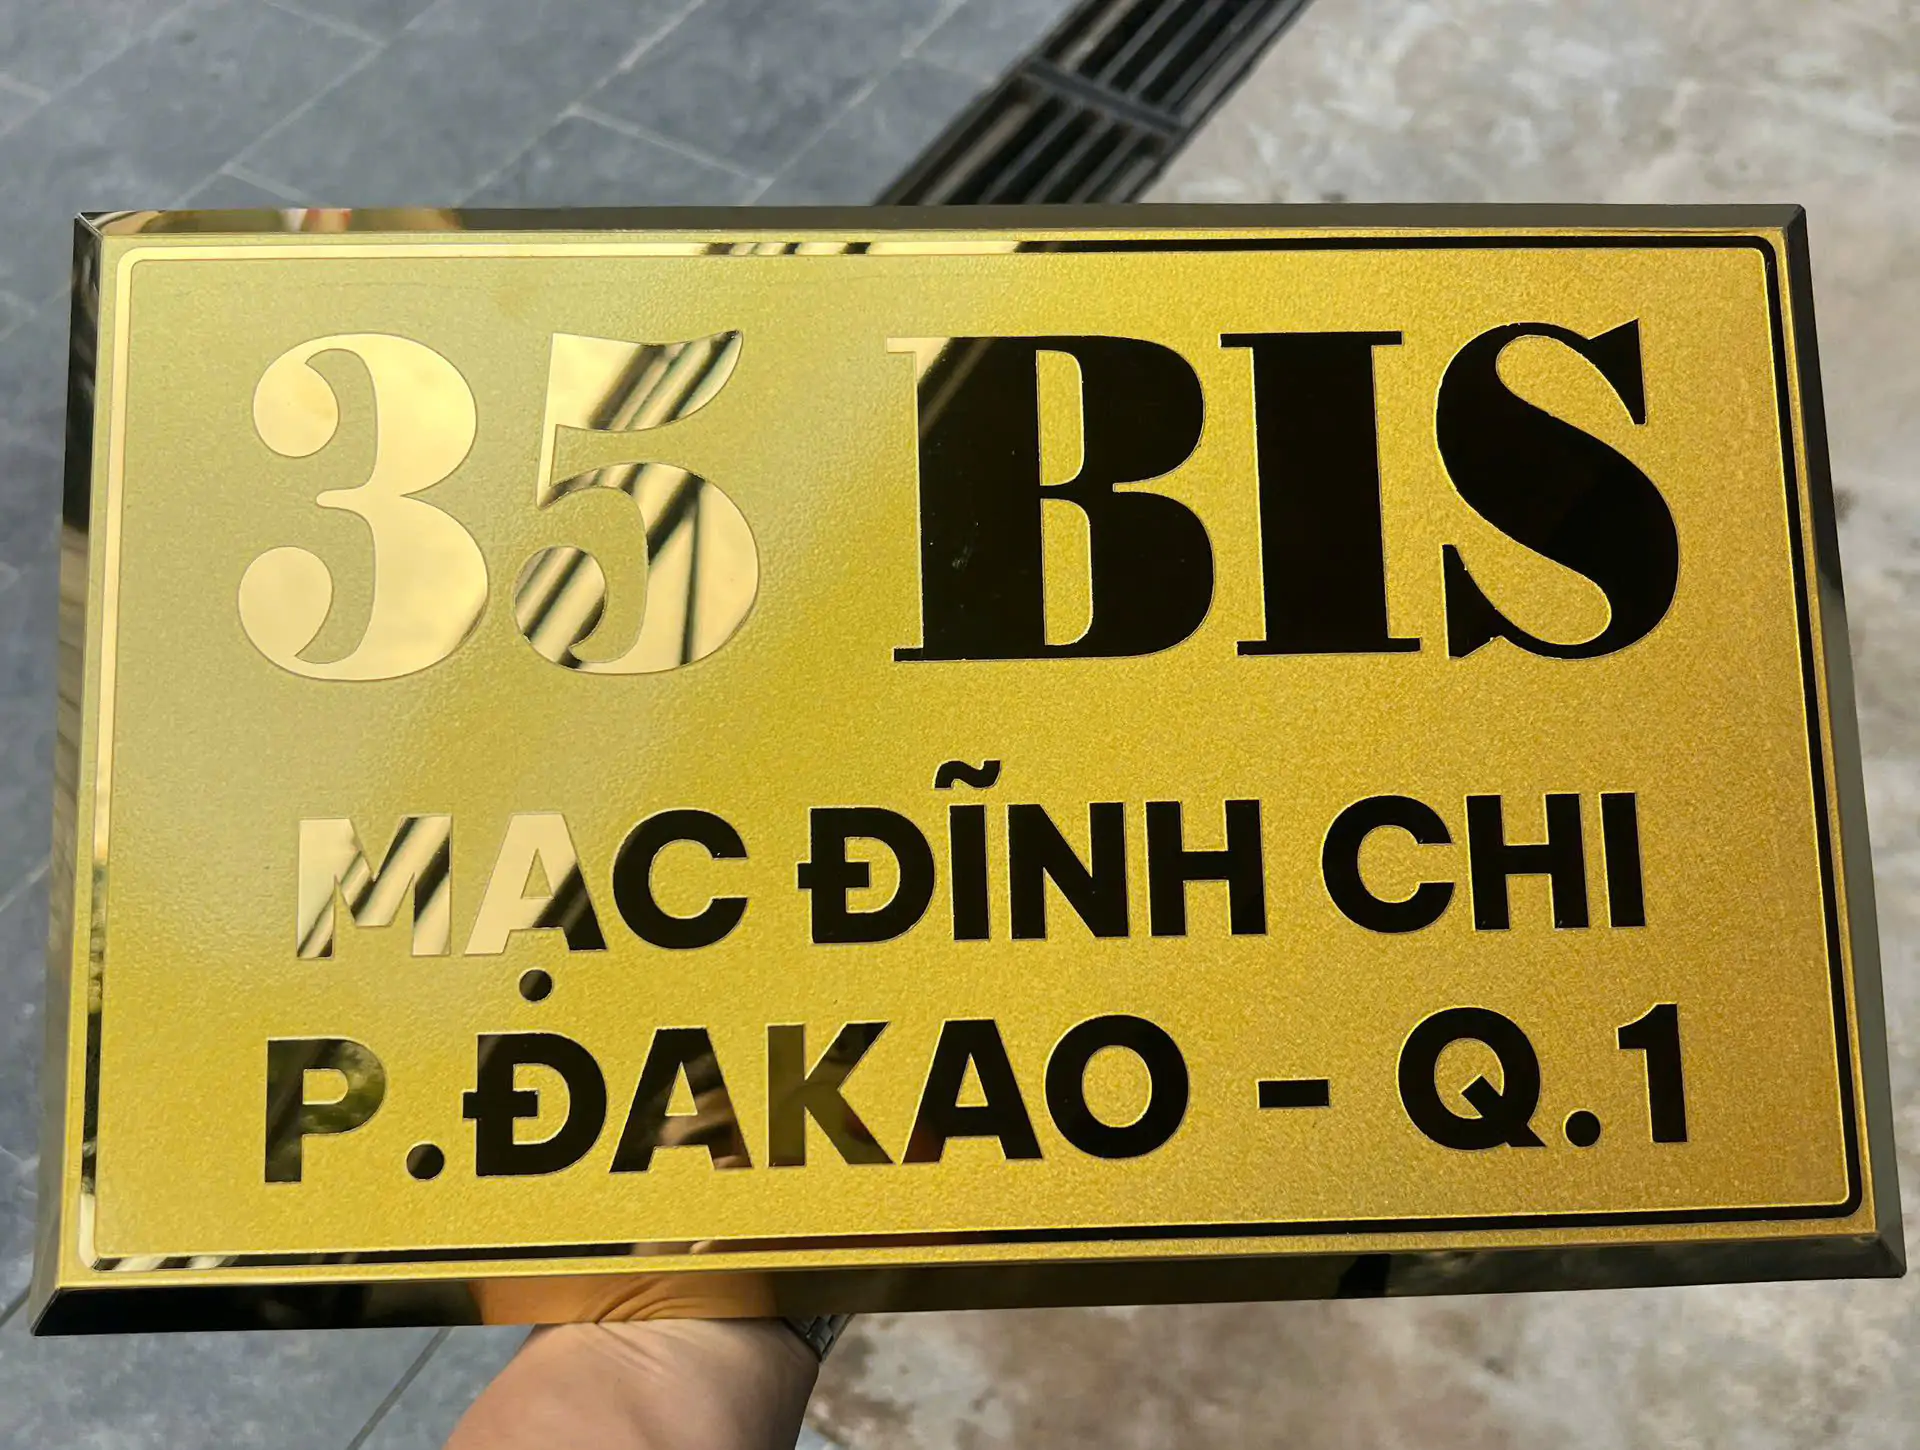 35 BIS
MẠC ĐĨNH CHI
P.ĐAKAO - Q.1